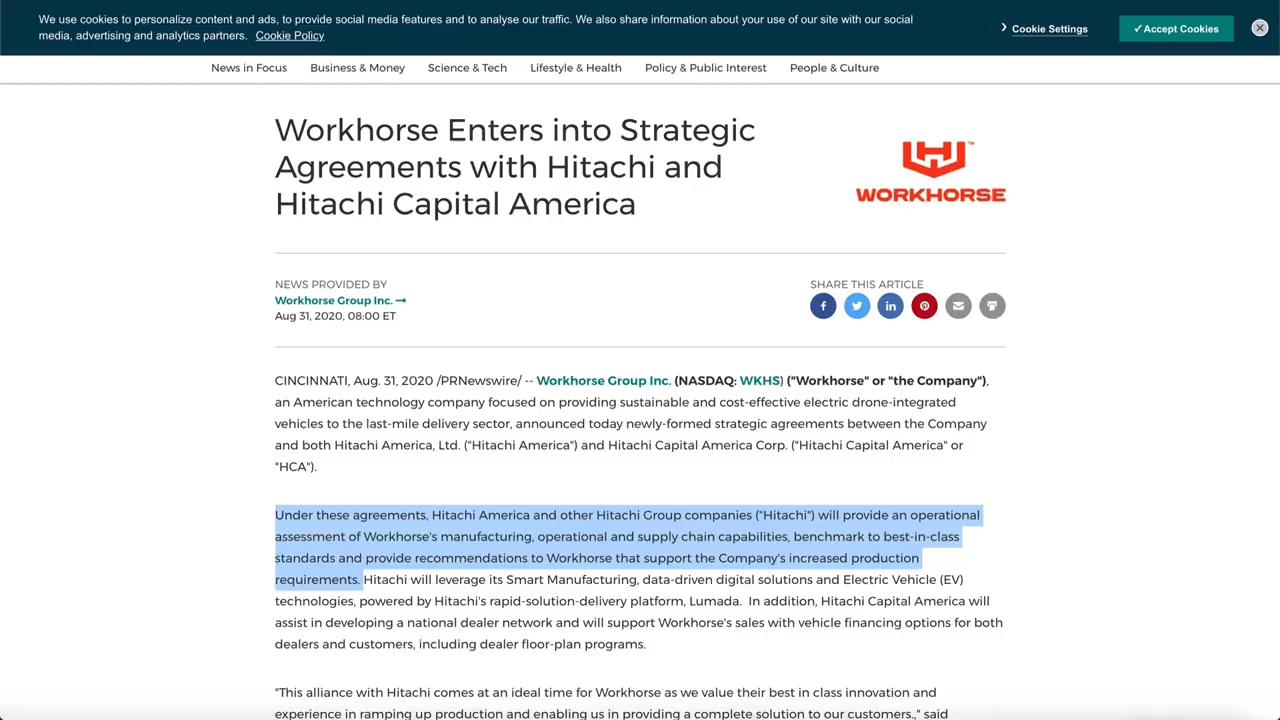 We use cookies to personalize content and ads, to provide social media features and to analyse our traffic. We also share information about your use of our site with our social
media, advertising and analytics partners. Cookie Policy
Cookie Settings
✓Accept Cookies
News in Focus Business & Money Science & Tech Lifestyle & Health Policy & Public Interest People & Culture
Workhorse Enters into Strategic
Agreements with Hitachi and
Hitachi Capital America
WORKHORSE
NEWS PROVIDED BY
Workhorse Group Inc. →
Aug 31, 2020, 08:00 ET
SHARE THIS ARTICLE
CINCINNATI, Aug. 31, 2020 /PRNewswire/ -- Workhorse Group Inc. (NASDAQ: WKHS) ("Workhorse" or "the Company"),
an American technology company focused on providing sustainable and cost-effective electric drone-integrated
vehicles to the last-mile delivery sector, announced today newly-formed strategic agreements between the Company
and both Hitachi America, Ltd. ("Hitachi America") and Hitachi Capital America Corp. ("Hitachi Capital America" or
"HCA").
Under these agreements, Hitachi America and other Hitachi Group companies ("Hitachi") will provide an operational
assessment of Workhorse's manufacturing, operational and supply chain capabilities, benchmark to best-in-class
standards and provide recommendations to Workhorse that support the Company's increased production
requirements. Hitachi will leverage its Smart Manufacturing, data-driven digital solutions and Electric Vehicle (EV)
technologies, powered by Hitachi's rapid-solution-delivery platform, Lumada. In addition, Hitachi Capital America will
assist in developing a national dealer network and will support Workhorse's sales with vehicle financing options for both
dealers and customers, including dealer floor-plan programs.
"This alliance with Hitachi comes at an ideal time for Workhorse as we value their best in class innovation and
experience in ramping up production and enabling us in providing a complete solution to our customers.," said